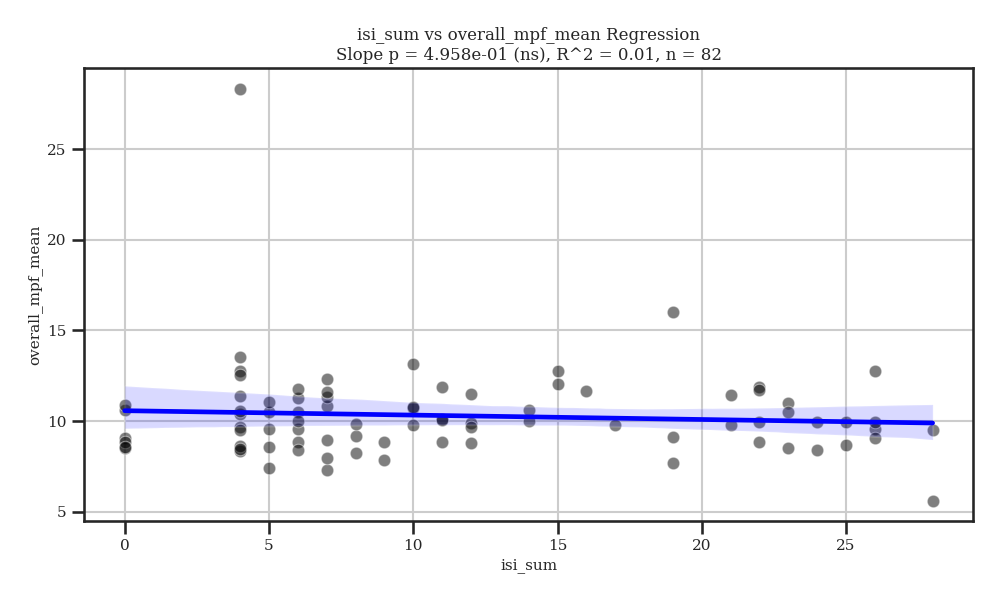 isi_sum vs overall_mpf_mean Regression
Slope p = 4.958e-01 (ns), R^2 = 0.01, n = 82
overall_mpf_mean
25
20
15
10
5
0
5
10
15
20
25
isi_sum